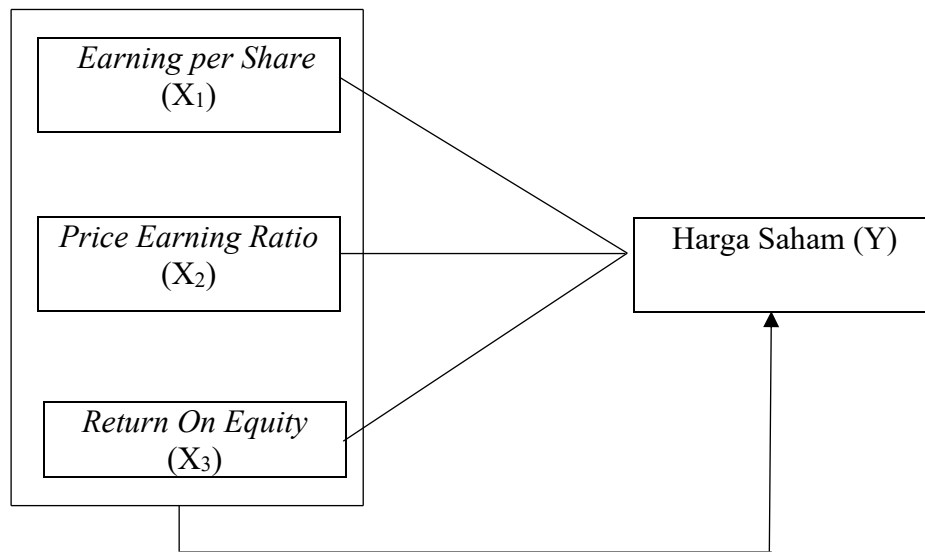 Earning per Share
(X₁)
Price Earning Ratio
(X₂)
Harga Saham (Y)
Return On Equity
(X₃)